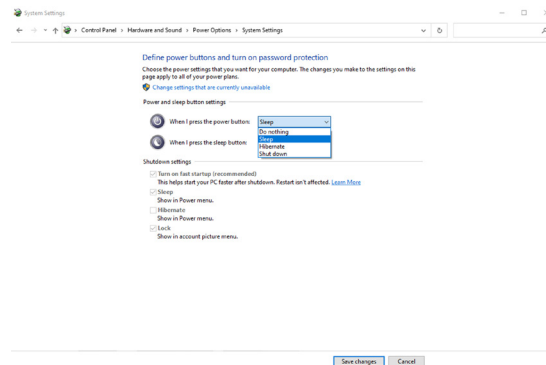 System Settings
Control Panel > Hardware and Sound > Power Options > System Settings
Define power buttons and turn on password protection
Choose the power settings that you want for your computer. The changes you make to the settings on this
page apply to all of your power plans.
Change settings that are currently unavailable
Power and sleep button settings
When I press the power button: Sleep
Do nothing
Sleep
Hibernate
Shut down
When I press the sleep button:
Shutdown settings
Turn on fast startup (recommended)
This helps start your PC faster after shutdown. Restart isn't affected. Learn More
Sleep
Show in Power menu.
Hibernate
Show in Power menu.
Lock
Show in account picture menu.
Save changes Cancel